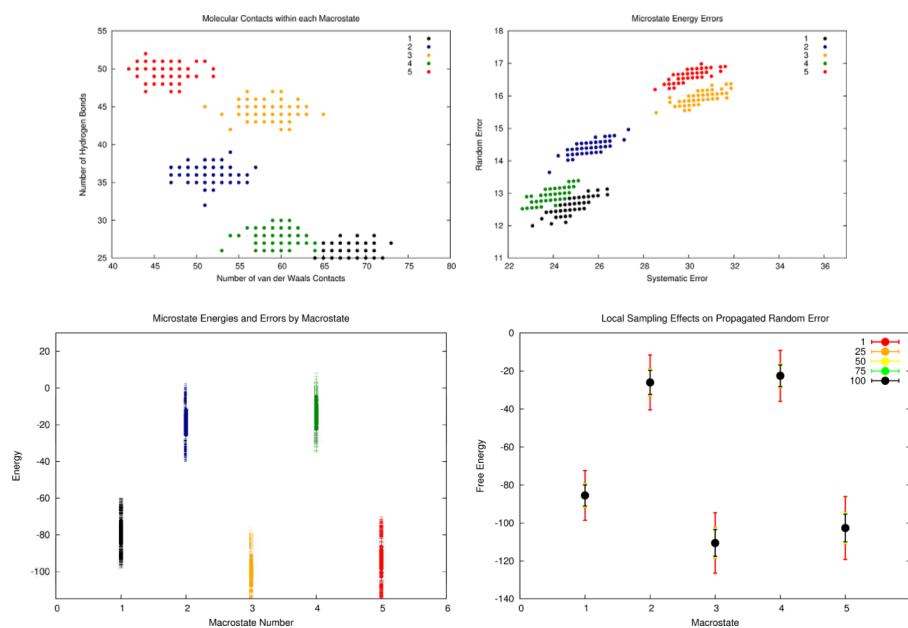 Molecular Contacts within each Macrostate
Number of Hydrogen Bonds
55
50
45
40
35
30
25
1
2
3
4
5
40 45 50 55 60 65 70 75 80
Number of van der Waals Contacts
Microstate Energy Errors
Random Error
18
17
16
15
14
13
12
11
1
2
3
4
5
22 24 26 28 30 32 34 36
Systematic Error
Microstate Energies and Errors by Macrostate
Energy
20
0
-20
-40
-60
-80
-100
0 1 2 3 4 5 6
Macrostate Number
Local Sampling Effects on Propagated Random Error
Free Energy
0
-20
-40
-60
-80
-100
-120
-140
1
25
50
75
100
0 1 2 3 4 5
Macrostate